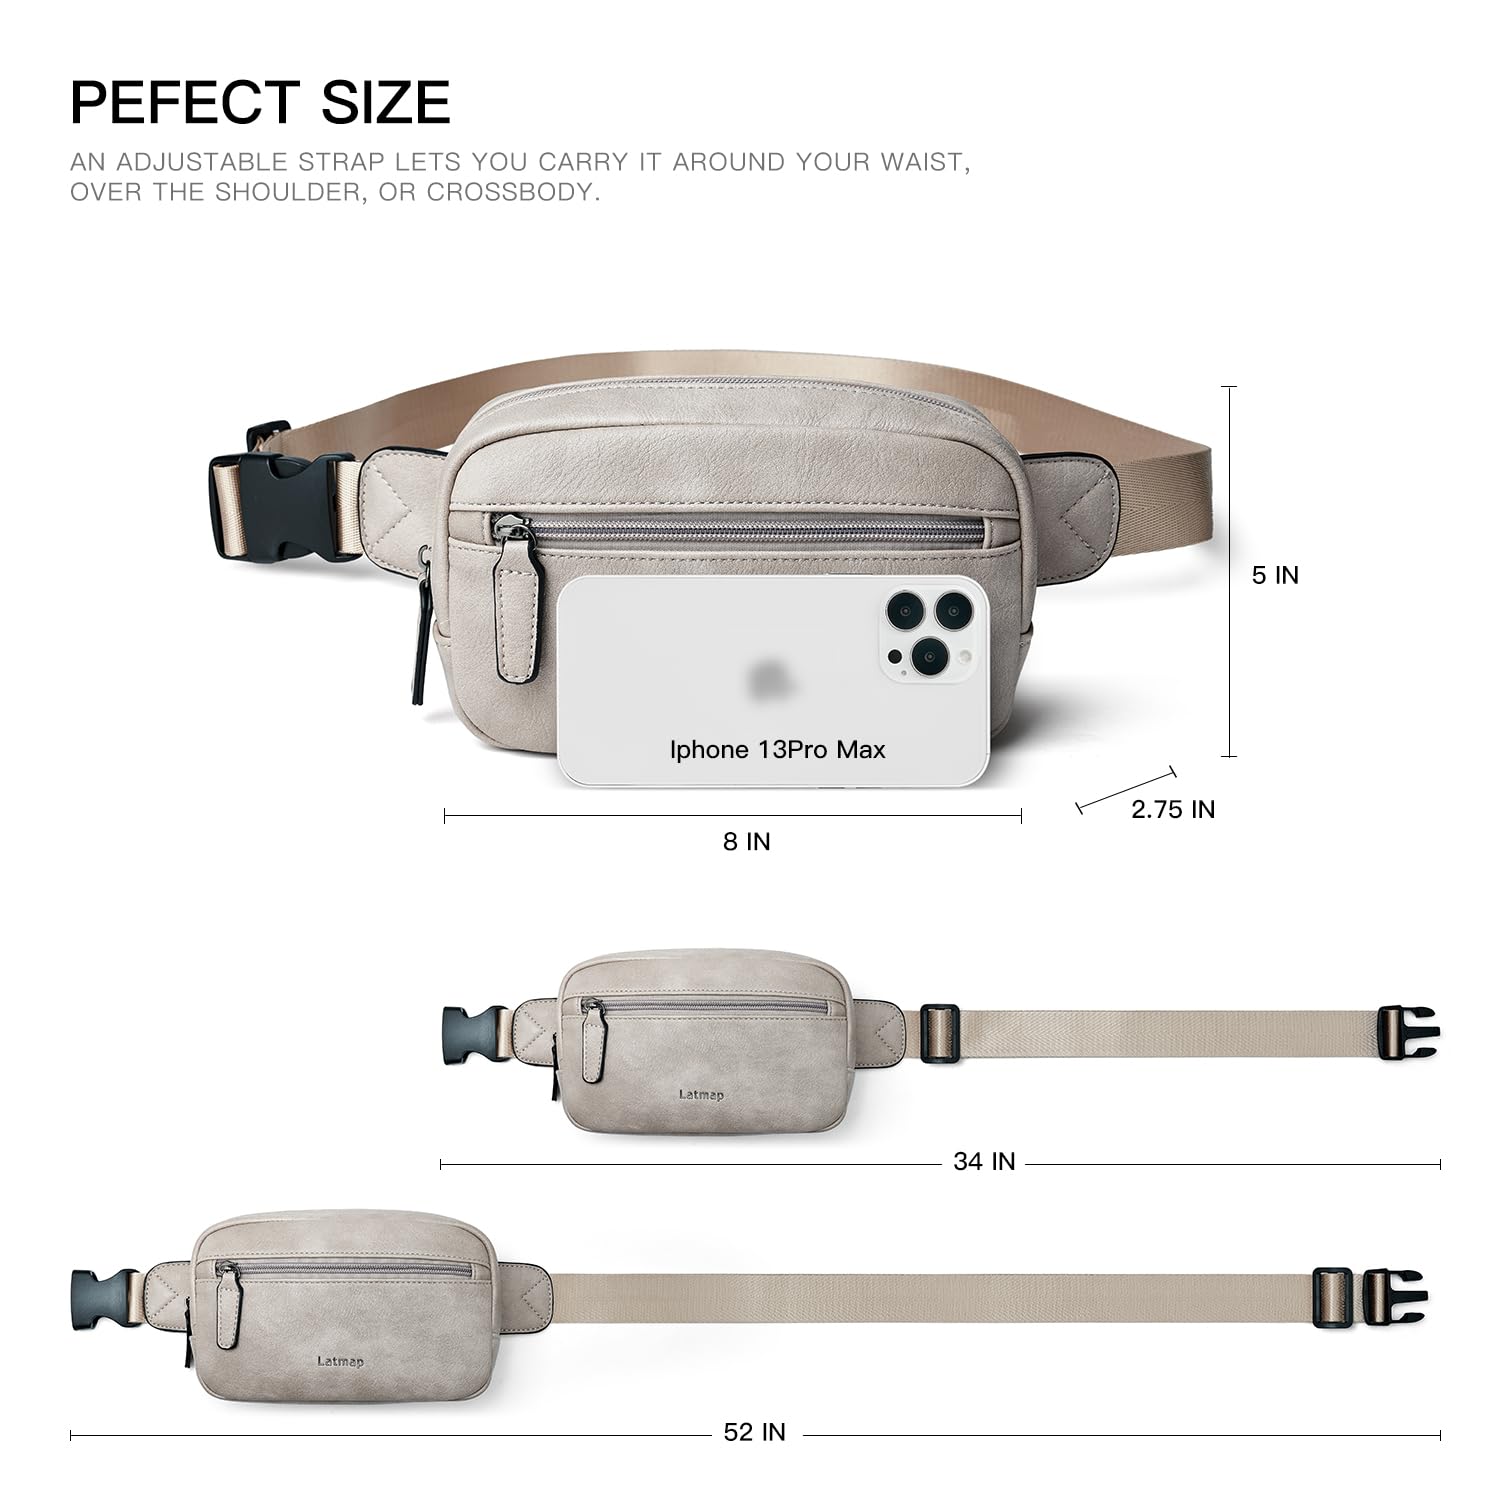 PEFECT SIZE
AN ADJUSTABLE STRAP LETS YOU CARRY IT AROUND YOUR WAIST,
OVER THE SHOULDER, OR CROSSBODY.
5 IN
Iphone 13Pro Max
2.75 IN
8 IN
Latmap
34 IN
Latmap
52 IN